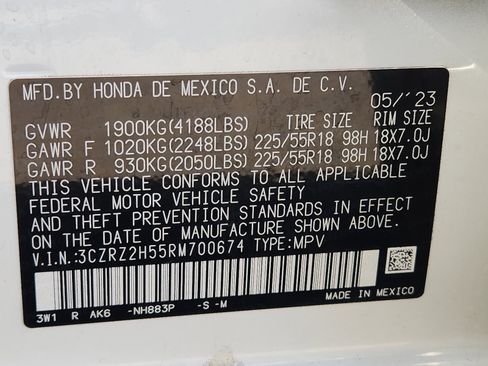 MFD.BY HONDA DE MEXICO S.A. DE C.V.
05/'23
GVWR 1900KG(4188LBS) TIRE SIZE RIM SIZE
GAWR F 1020KG(2248LBS) 225/55R18 98H 18X7.0J
GAWR R 930KG(2050LBS) 225/55R18 98H 18X7.0J
THIS VEHICLE CONFORMS TO ALL APPLICABLE
FEDERAL MOTOR VEHICLE SAFETY
AND THEFT PREVENTION STANDARDS IN EFFECT
ON THE DATE OF MANUFACTURE SHOWN ABOVE.
V.I.N.:3CZRZ2H55RM700674 TYPE:MPV
3W1 R AK6 -NH883P -S -M
MADE IN MEXICO